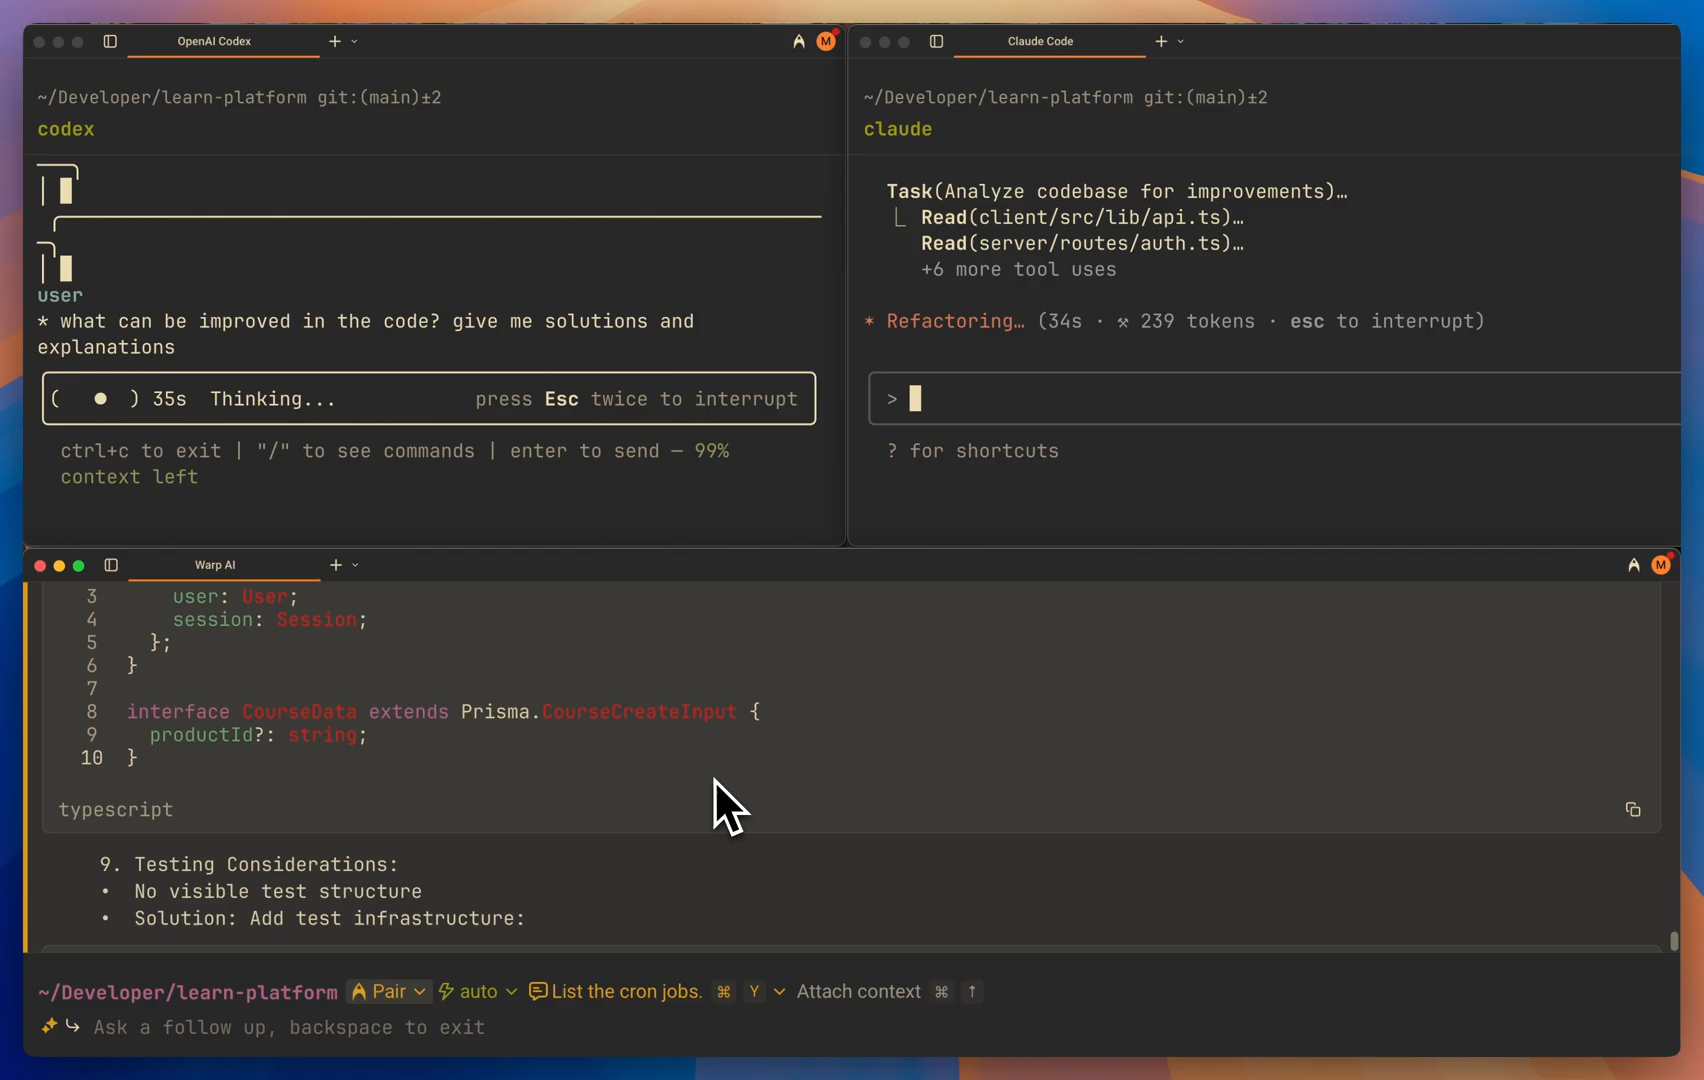 OpenAI Codex
M
~/Developer/learn-platform git:(main)±2
codex
user
* what can be improved in the code? give me solutions and
explanations
( ● ) 35s Thinking... press Esc twice to interrupt
ctrl+c to exit | "/" to see commands | enter to send — 99%
context left
Claude Code
~/Developer/learn-platform git:(main)±2
claude
Task(Analyze codebase for improvements)…
Read(client/src/lib/api.ts)…
Read(server/routes/auth.ts)…
+6 more tool uses
* Refactoring… (34s · ⚒ 239 tokens · esc to interrupt)
>
? for shortcuts
Warp AI
M
3 user: User;
4 session: Session;
5 };
6 }
7
8 interface CourseData extends Prisma.CourseCreateInput {
9 productId?: string;
10 }
typescript
9. Testing Considerations:
• No visible test structure
• Solution: Add test infrastructure:
~/Developer/learn-platform Pair auto List the cron jobs. ⌘ Y Attach context ⌘ ↑
Ask a follow up, backspace to exit